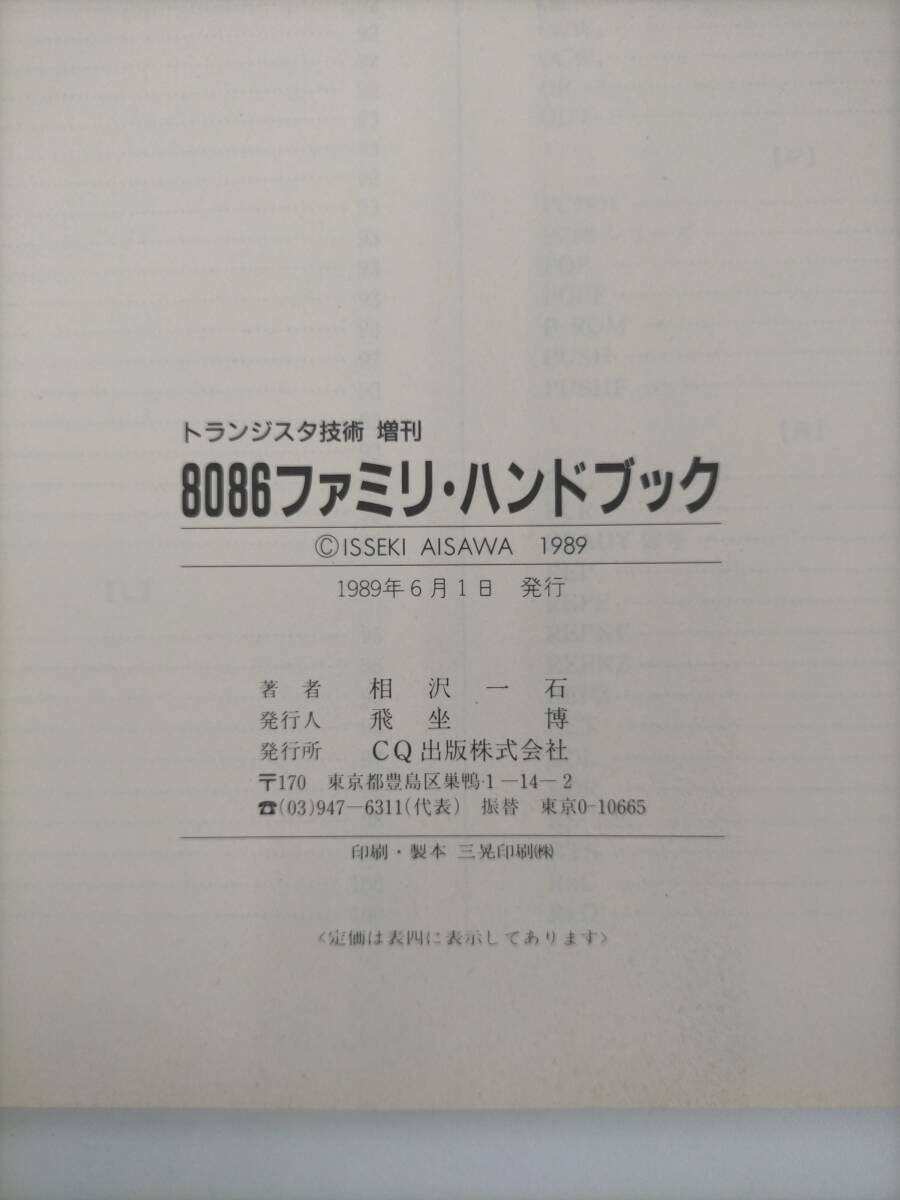 トランジスタ技術 増刊
8086ファミリ・ハンドブック
©ISSEKI AISAWA 1989
1989年6月1日 発行
著者 相沢一石
発行人 飛坐 博
発行所 CQ出版株式会社
〒170 東京都豊島区巣鴨1―14―2
☎(03)947―6311(代表) 振替 東京0-10665
印刷・製本 三晃印刷㈱
<定価は表四に表示してあります>